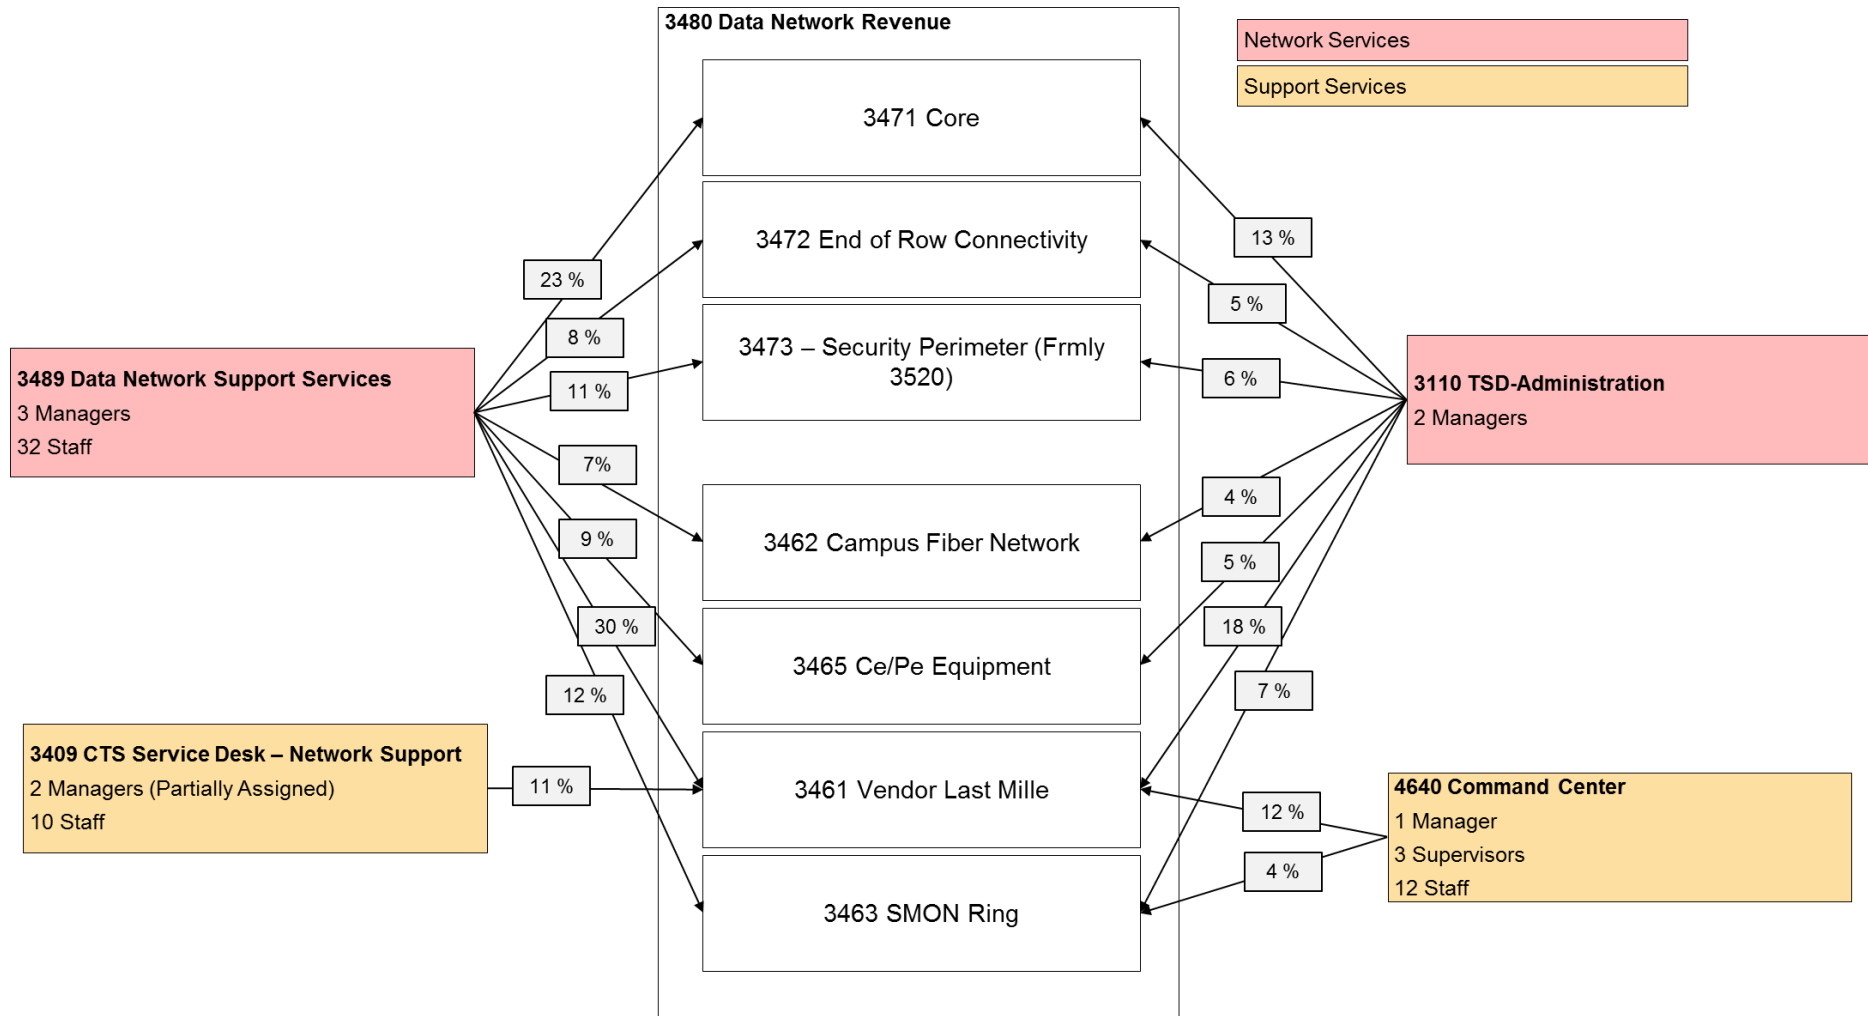 3480 Data Network Revenue
Network Services
Support Services
3471 Core
3472 End of Row Connectivity
3473 – Security Perimeter (Frmly
3520)
3462 Campus Fiber Network
3465 Ce/Pe Equipment
3461 Vendor Last Mille
3463 SMON Ring
3489 Data Network Support Services
3 Managers
32 Staff
23 %
8 %
11 %
7%
9 %
30 %
12 %
3409 CTS Service Desk – Network Support
2 Managers (Partially Assigned)
10 Staff
11 %
3110 TSD-Administration
2 Managers
13 %
5 %
6 %
4 %
5 %
18 %
7 %
4640 Command Center
1 Manager
3 Supervisors
12 Staff
12 %
4 %